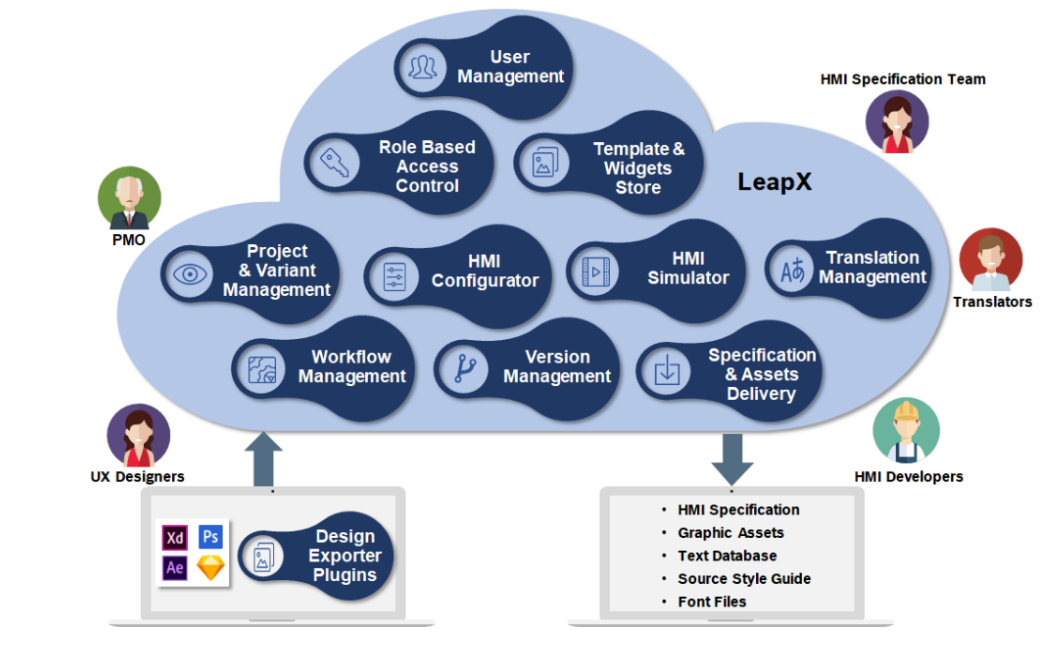 User
Management
HMI Specification Team
Role Based
Access
Control
Template &
Widgets
Store
LeapX
PMO
Project
& Variant
Management
HMI
Configurator
HMI
Simulator
Aあ
Translation
Management
Translators
Workflow
Management
Version
Management
Specification
& Assets
Delivery
UX Designers
HMI Developers
Xd
Ps
Ae
Design
Exporter
Plugins
• HMI Specification
• Graphic Assets
• Text Database
• Source Style Guide
• Font Files